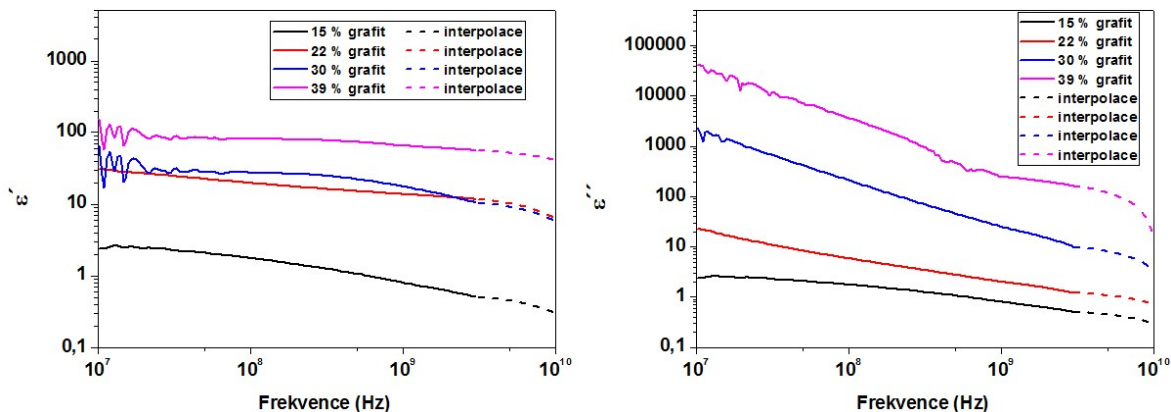 1000
100
10
1
0,1
ε´
15 % grafit
22 % grafit
30 % grafit
39 % grafit
interpolace
interpolace
interpolace
interpolace
10⁷
10⁸
10⁹
10¹⁰
Frekvence (Hz)
100000
10000
1000
100
10
1
0,1
ε´´
15 % grafit
22 % grafit
30 % grafit
39 % grafit
interpolace
interpolace
interpolace
interpolace
10⁷
10⁸
10⁹
10¹⁰
Frekvence (Hz)